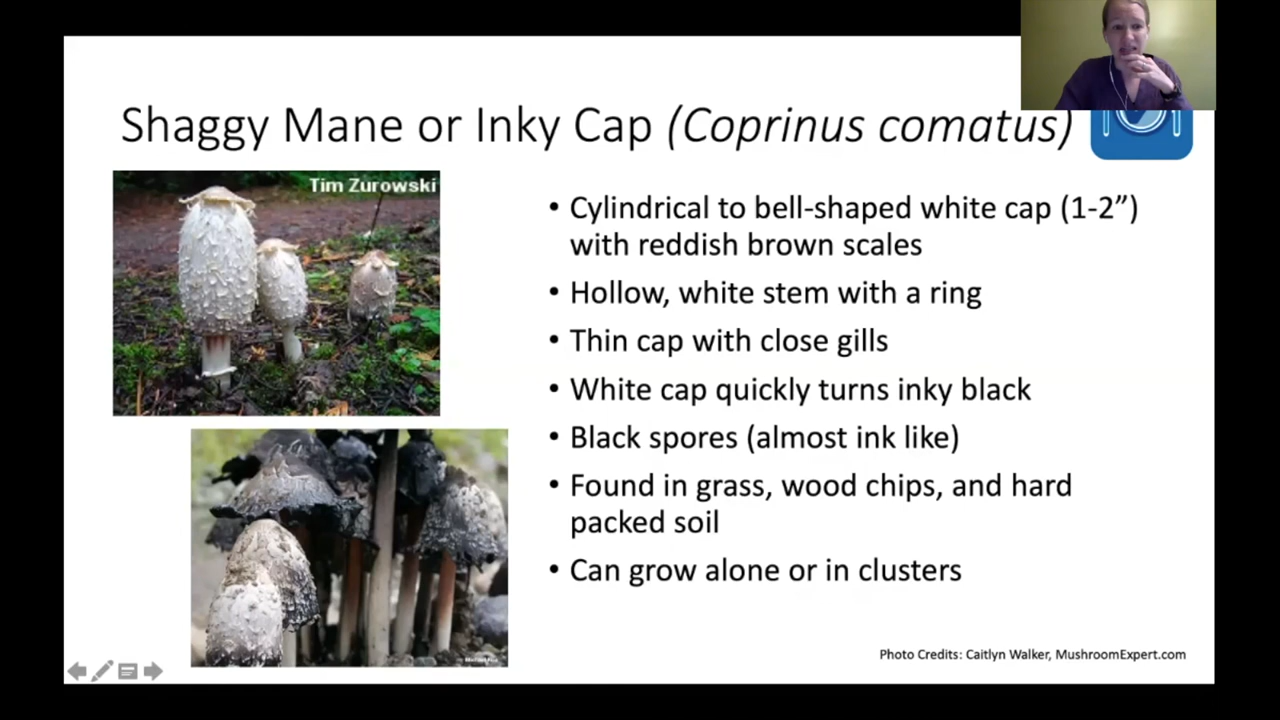 Shaggy Mane or Inky Cap (Coprinus comatus)
Tim Zurowski
• Cylindrical to bell-shaped white cap (1-2”)
with reddish brown scales
• Hollow, white stem with a ring
• Thin cap with close gills
• White cap quickly turns inky black
• Black spores (almost ink like)
• Found in grass, wood chips, and hard
packed soil
• Can grow alone or in clusters
Photo Credits: Caitlyn Walker, MushroomExpert.com